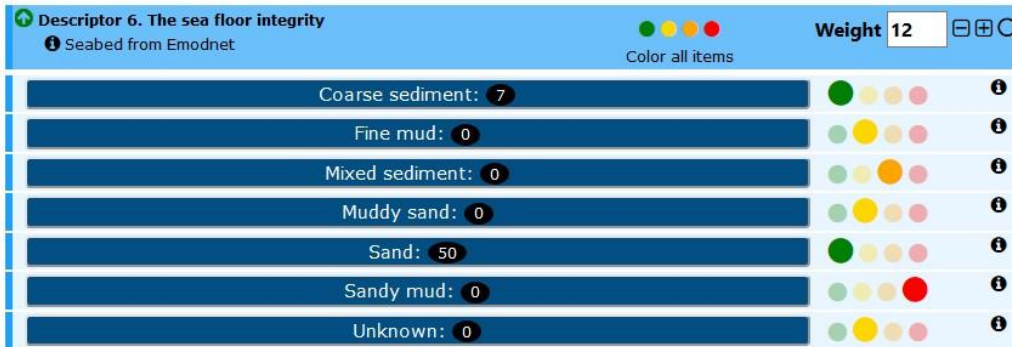 Descriptor 6. The sea floor integrity
Seabed from Emodnet
Color all items
Weight 12
Coarse sediment: 7
Fine mud: 0
Mixed sediment: 0
Muddy sand: 0
Sand: 50
Sandy mud: 0
Unknown: 0